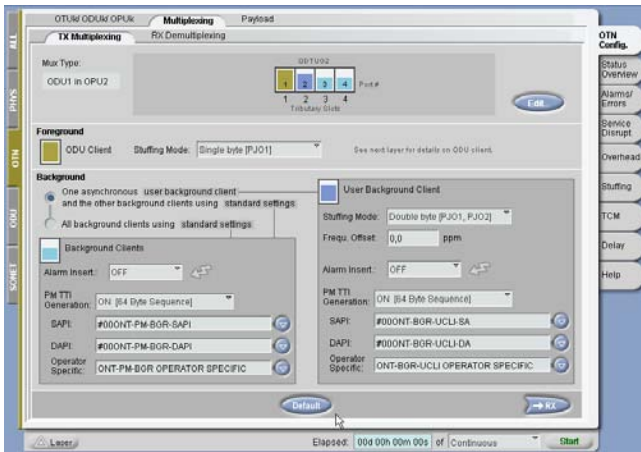 OTUk/ ODUk/ OPUk
Multiplexing
Payload
TX Multiplexing
RX Demultiplexing
ALL
PHYS
OTN
ODU
SONET
OTN Config.
Status Overview
Alarms/ Errors
Service Disrupt.
Overhead
Stuffing
TCM
Delay
Help
Mux Type:
ODU1 in OPU2
ODTU02
1 2 3 4 Port #
1 2 3 4
Tributary Slots
Edit...
Foreground
ODU Client
Stuffing Mode: Single byte [PJO1]
See next layer for details on ODU client.
Background
One asynchronous user background client
and the other background clients using standard settings
All background clients using standard settings
Background Clients
Alarm Insert.: OFF
PM TTI Generation: ON [64 Byte Sequence]
SAPI: #000ONT-PM-BGR-SAPI
DAPI: #000ONT-PM-BGR-DAPI
Operator Specific: ONT-PM-BGR OPERATOR SPECIFIC
User Background Client
Stuffing Mode: Double byte [PJO1, PJO2]
Frequ. Offset: 0,0 ppm
Alarm Insert.: OFF
PM TTI Generation: ON [64 Byte Sequence]
SAPI: #000ONT-BGR-UCLI-SA
DAPI: #000ONT-BGR-UCLI-DA
Operator Specific: ONT-BGR-UCLI OPERATOR SPECIFIC
Default
RX
Laser
Elapsed: 00d 00h 00m 00s of Continuous
Start